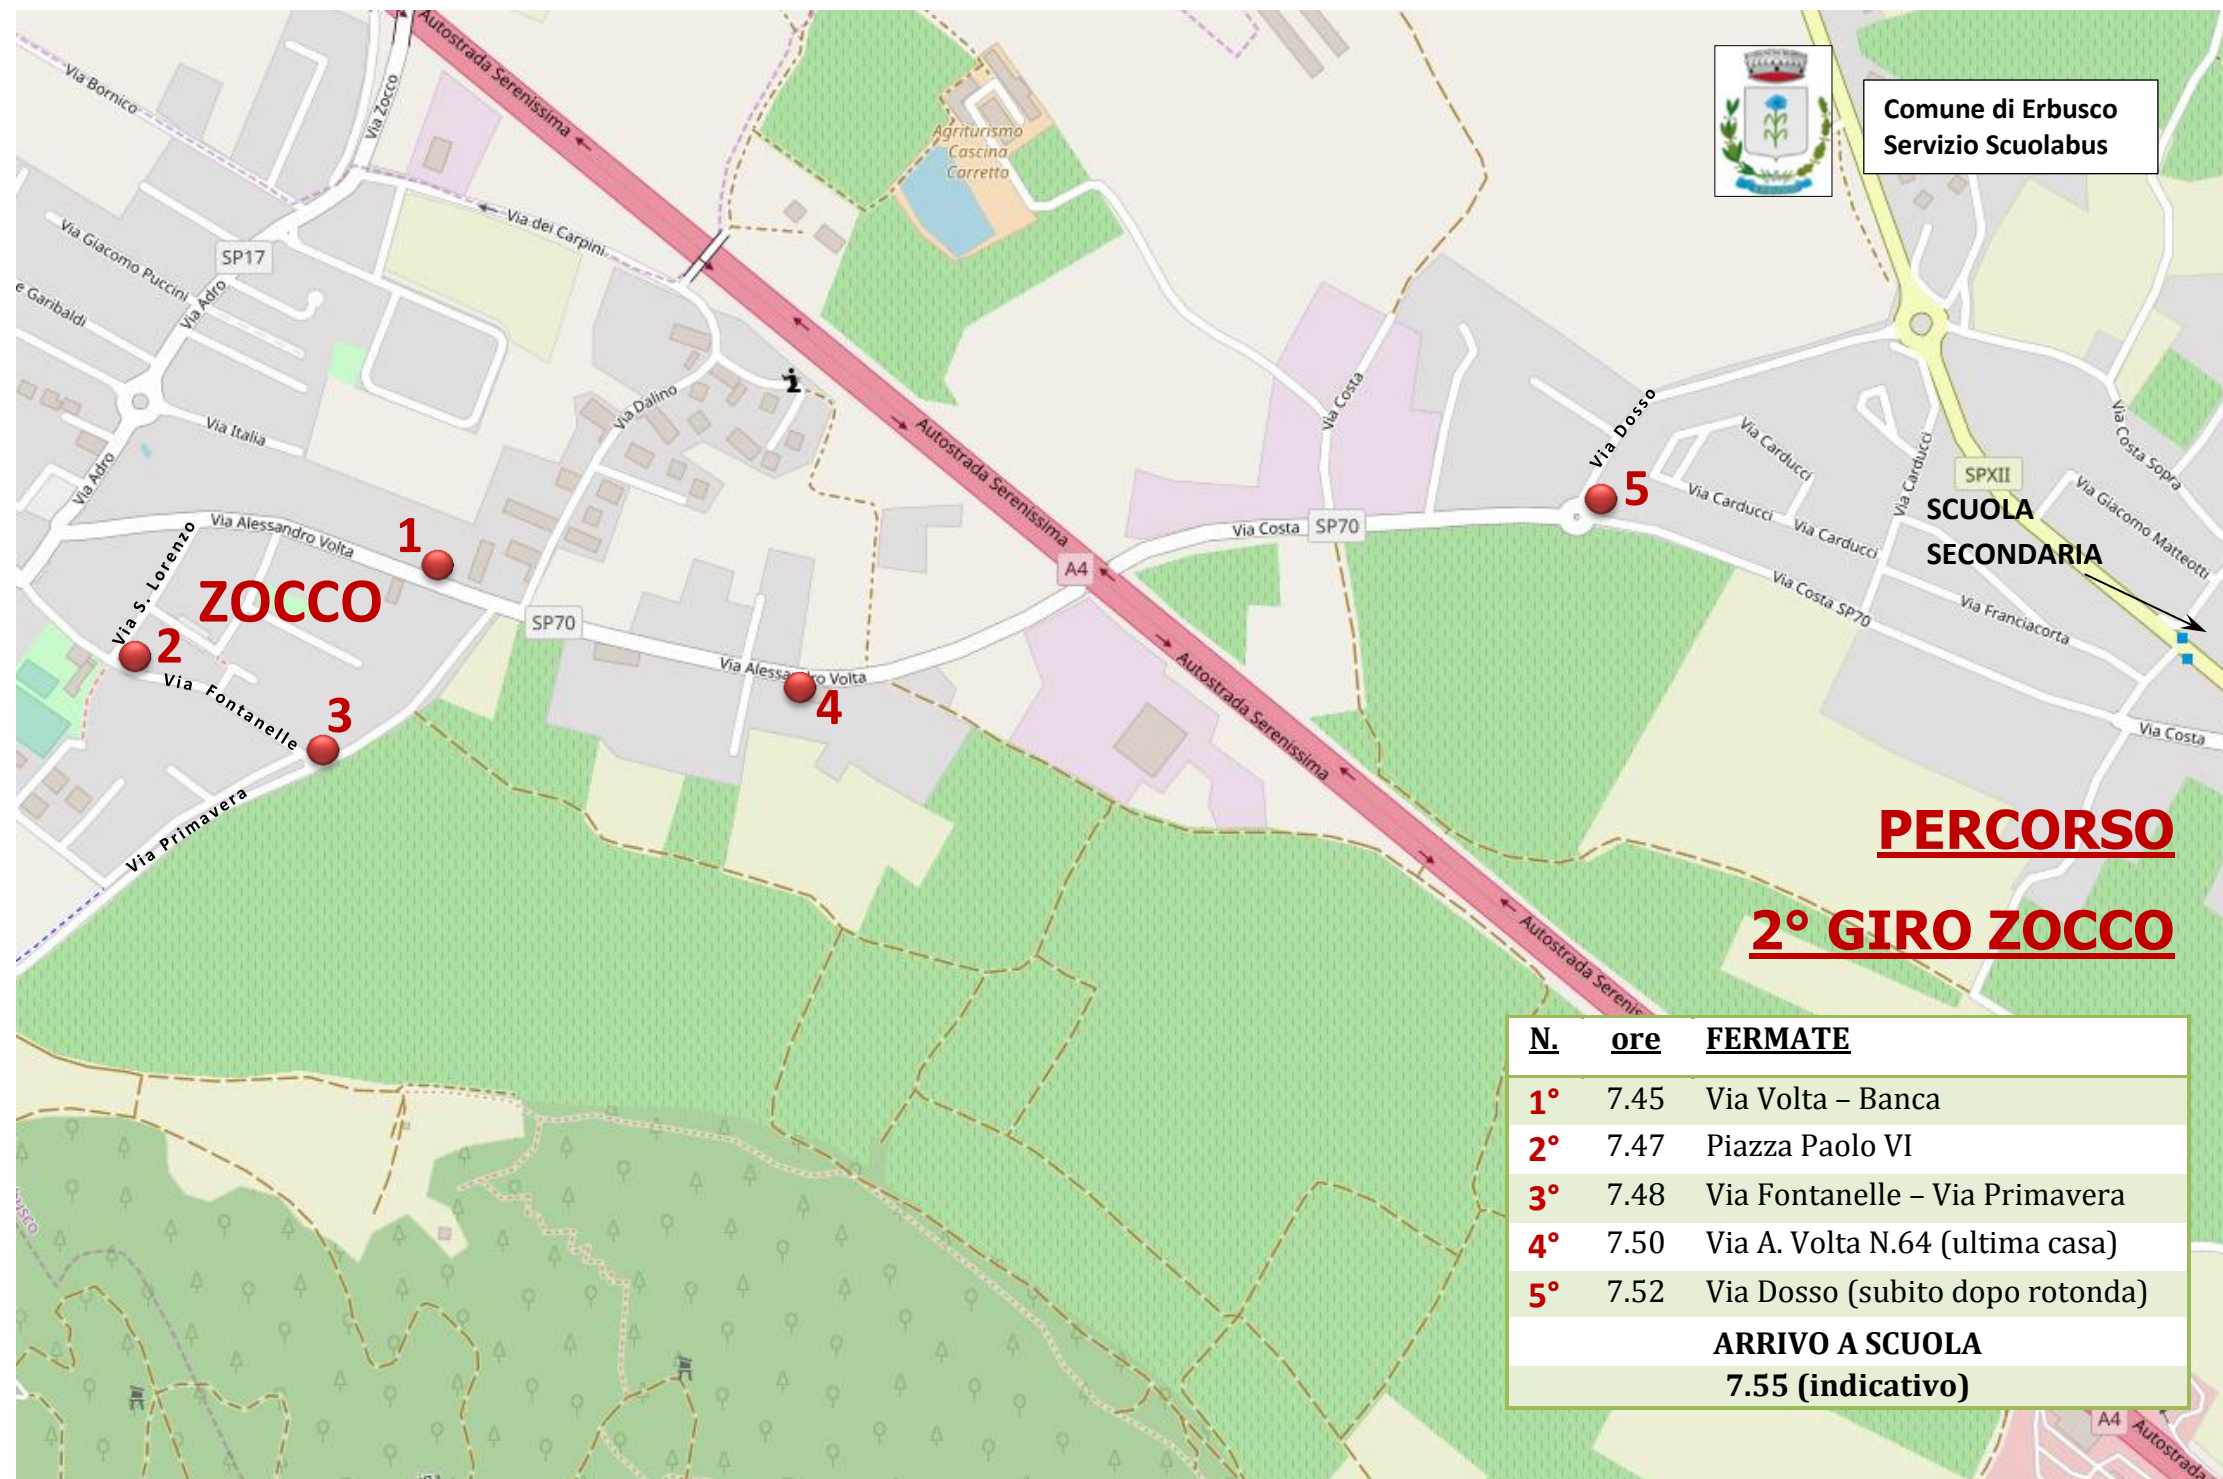 Autostrada Serenissima
Via Bornico
Via Zocco
Agriturismo
Cascina
Carretto
Comune di Erbusco
Servizio Scuolabus
Via dei Carpini
Via Giacomo Puccini
SP17
Via Adro
e Garibaldi
Via Italia
Via Adro
Via Dalino
Via Costa
Via Dosso
Autostrada Serenissima
Via Carducci
Via Carducci
Via Carducci
Via Carducci
Via Costa Sopra
SPXII
Via Giacomo Matteotti
SCUOLA
SECONDARIA
5
Via Costa
SP70
Via Alessandro Volta
1
Via S. Lorenzo
ZOCCO
A4
SP70
Via Costa SP70
Via Franciacorta
2
Via Fontanelle
3
Via Alessandro Volta
4
Autostrada Serenissima
Via Costa
Via Primavera
PERCORSO
2° GIRO ZOCCO
Autostrada Serenis
N. ore FERMATE
1° 7.45 Via Volta – Banca
2° 7.47 Piazza Paolo VI
3° 7.48 Via Fontanelle – Via Primavera
4° 7.50 Via A. Volta N.64 (ultima casa)
5° 7.52 Via Dosso (subito dopo rotonda)
ARRIVO A SCUOLA
7.55 (indicativo)
A4
Autostrada